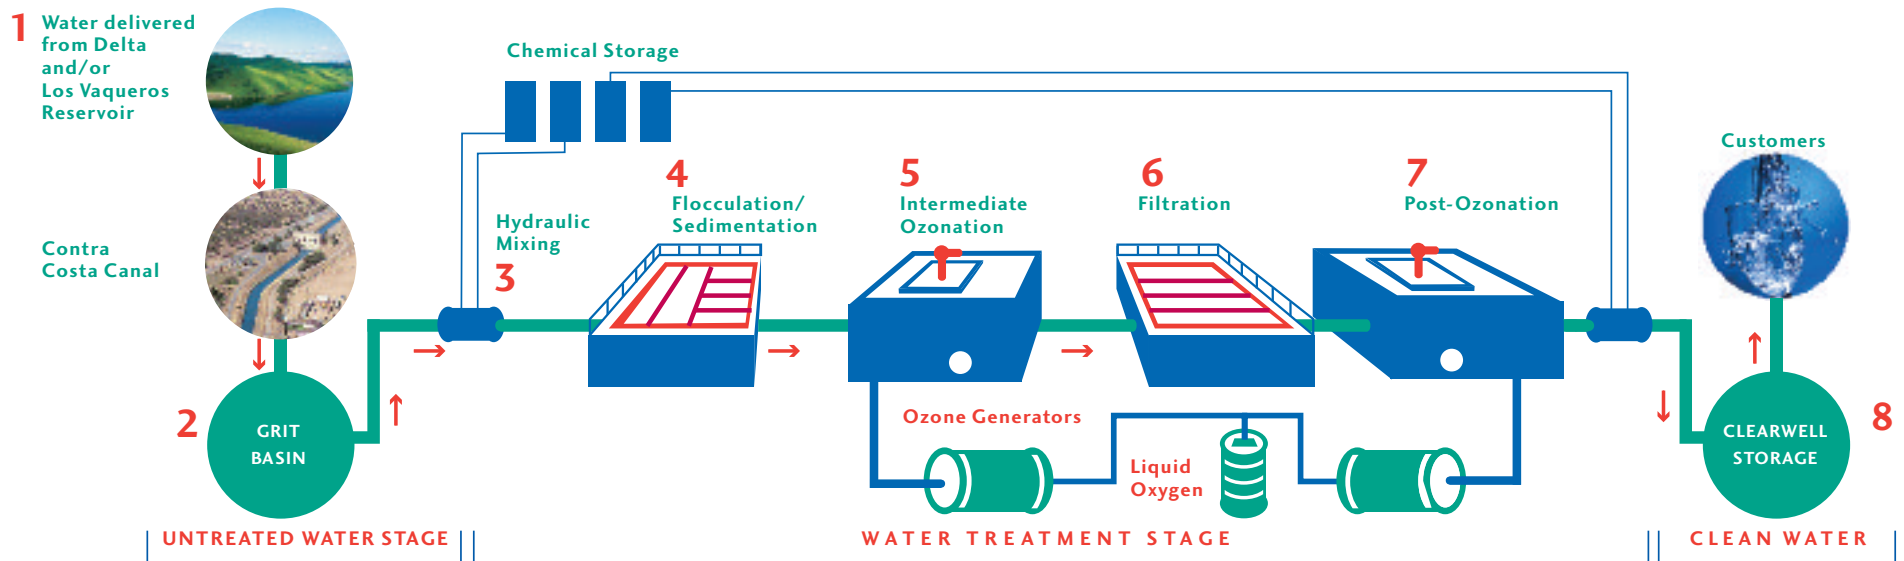 1
Water delivered
from Delta
and/or
Los Vaqueros
Reservoir
Contra
Costa Canal
2
GRIT
BASIN
Chemical Storage
Hydraulic
Mixing
3
4
Flocculation/
Sedimentation
5
Intermediate
Ozonation
6
Filtration
7
Post-Ozonation
Ozone Generators
Liquid
Oxygen
Customers
CLEARWELL
STORAGE
8
UNTREATED WATER STAGE
WATER TREATMENT STAGE
CLEAN WATER